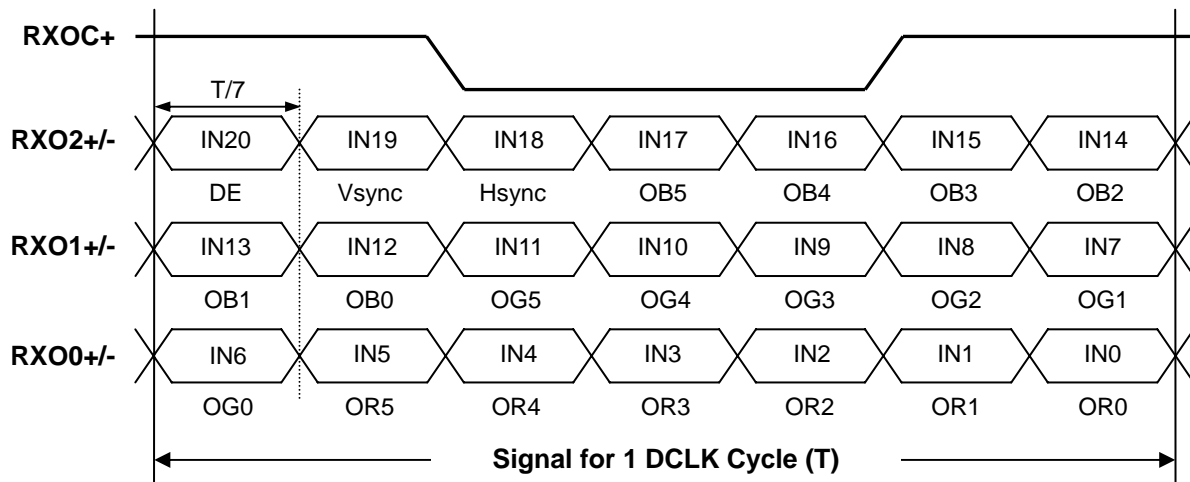 RXOC+
T/7
RXO2+/- IN20 IN19 IN18 IN17 IN16 IN15 IN14
DE Vsync Hsync OB5 OB4 OB3 OB2
RXO1+/- IN13 IN12 IN11 IN10 IN9 IN8 IN7
OB1 OB0 OG5 OG4 OG3 OG2 OG1
RXO0+/- IN6 IN5 IN4 IN3 IN2 IN1 IN0
OG0 OR5 OR4 OR3 OR2 OR1 OR0
Signal for 1 DCLK Cycle (T)